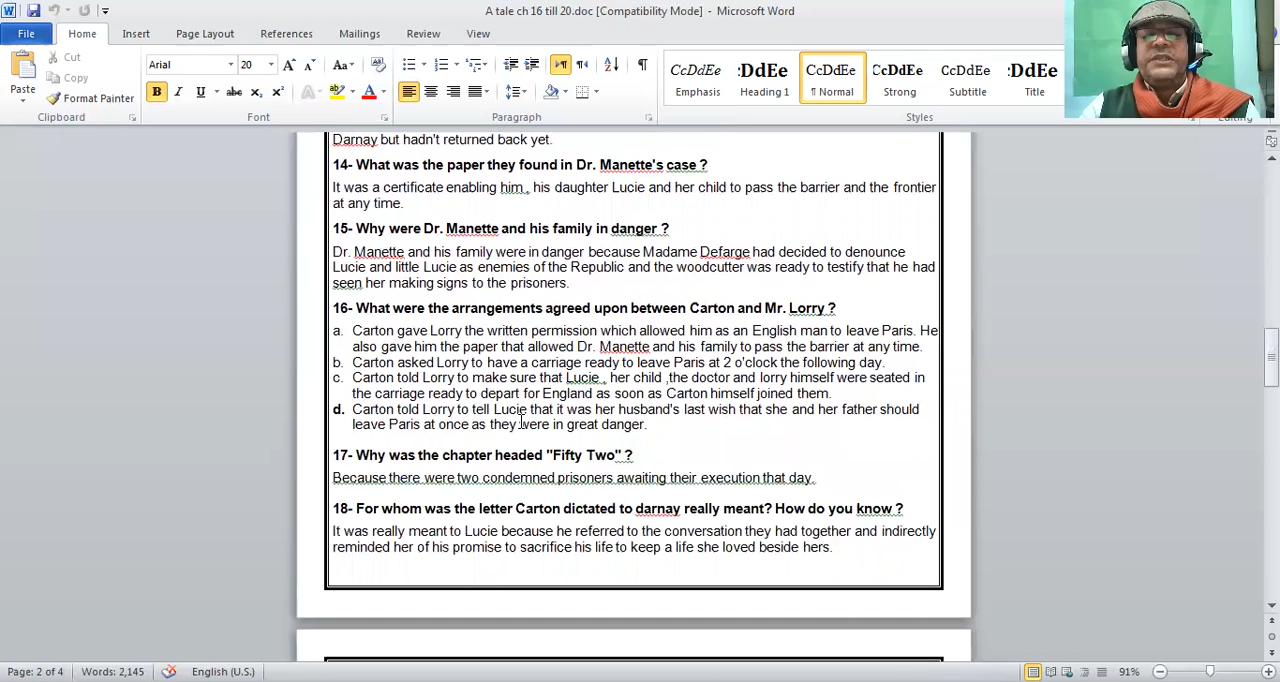 A tale ch 16 till 20.doc [Compatibility Mode] - Microsoft Word
File Home Insert Page Layout References Mailings Review View
Paste
Cut
Copy
Format Painter
Clipboard
Arial 20
Font
Paragraph
CcDdEe :DdEe CcDdEe CcDdEe CcDdEe :DdEe
Emphasis Heading 1 ¶ Normal Strong Subtitle Title
Styles
Darnay but hadn't returned back yet.
14- What was the paper they found in Dr. Manette's case ?
It was a certificate enabling him , his daughter Lucie and her child to pass the barrier and the frontier
at any time.
15- Why were Dr. Manette and his family in danger ?
Dr. Manette and his family were in danger because Madame Defarge had decided to denounce
Lucie and little Lucie as enemies of the Republic and the woodcutter was ready to testify that he had
seen her making signs to the prisoners.
16- What were the arrangements agreed upon between Carton and Mr. Lorry ?
a. Carton gave Lorry the written permission which allowed him as an English man to leave Paris. He
also gave him the paper that allowed Dr. Manette and his family to pass the barrier at any time.
b. Carton asked Lorry to have a carriage ready to leave Paris at 2 o'clock the following day.
c. Carton told Lorry to make sure that Lucie , her child ,the doctor and lorry himself were seated in
the carriage ready to depart for England as soon as Carton himself joined them.
d. Carton told Lorry to tell Lucie that it was her husband's last wish that she and her father should
leave Paris at once as they were in great danger.
17- Why was the chapter headed "Fifty Two" ?
Because there were two condemned prisoners awaiting their execution that day.
18- For whom was the letter Carton dictated to darnay really meant? How do you know ?
It was really meant to Lucie because he referred to the conversation they had together and indirectly
reminded her of his promise to sacrifice his life to keep a life she loved beside hers.
Page: 2 of 4 Words: 2,145 English (U.S.) 91%